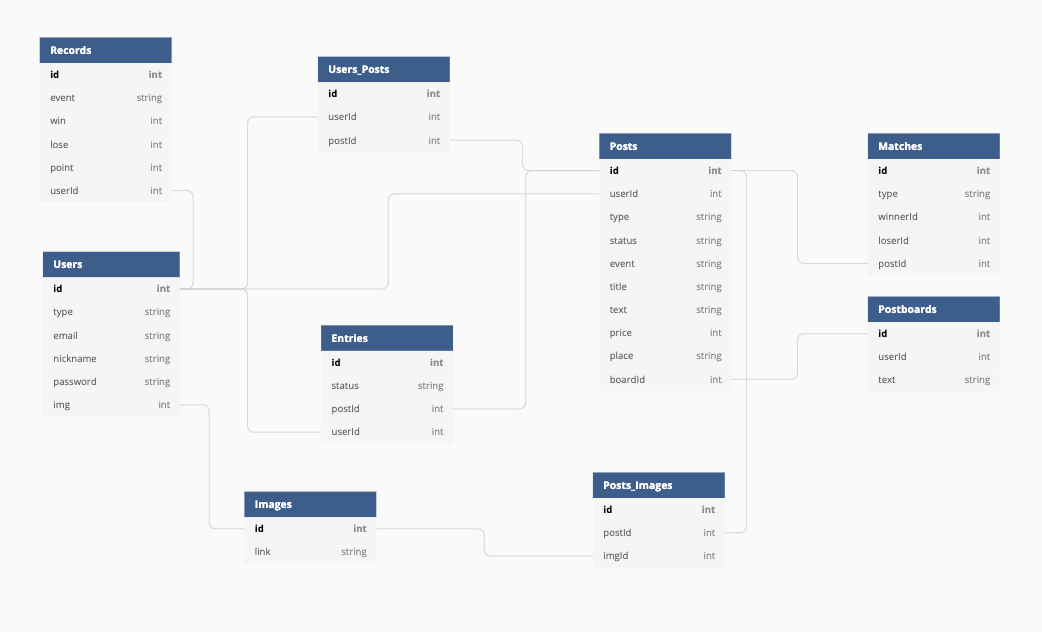 Records
id int
event string
win int
lose int
point int
userId int
Users_Posts
id int
userId int
postId int
Posts
id int
userId int
type string
status string
event string
title string
text string
price int
place string
boardId int
Matches
id int
type string
winnerId int
loserId int
postId int
Users
id int
type string
email string
nickname string
password string
img int
Postboards
id int
userId int
text string
Entries
id int
status string
postId int
userId int
Images
id int
link string
Posts_Images
id int
postId int
imgId int